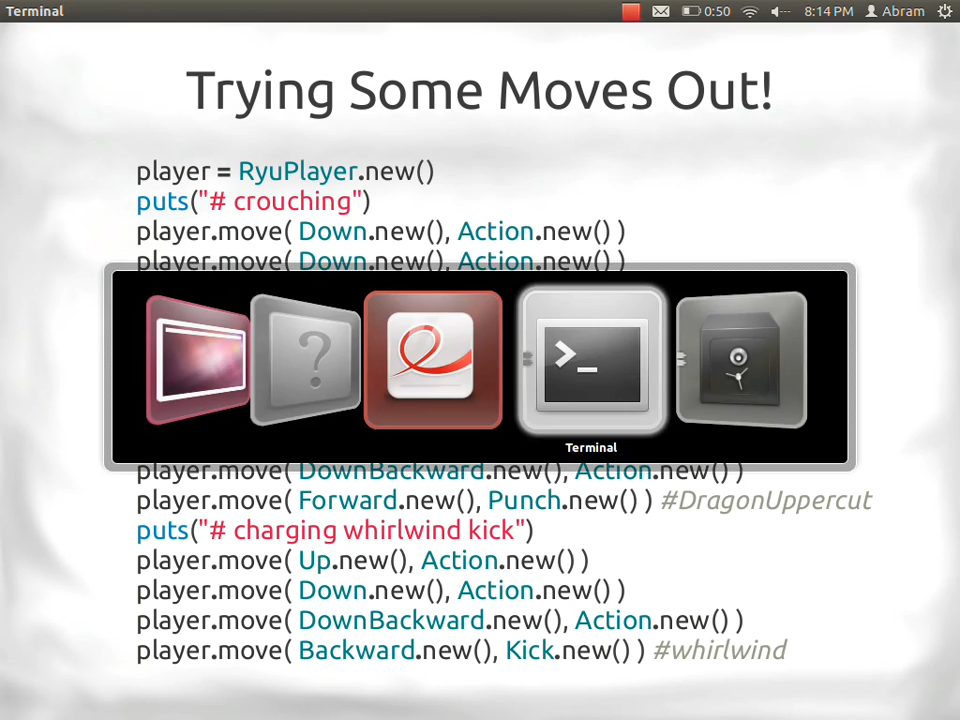 Terminal
0:50
8:14 PM
Abram
Trying Some Moves Out!
player = RyuPlayer.new()
puts("# crouching")
player.move( Down.new(), Action.new() )
player.move( Down.new(), Action.new() )
>_
?
Terminal
player.move( DownBackward.new(), Action.new() )
player.move( Forward.new(), Punch.new() ) #DragonUppercut
puts("# charging whirlwind kick")
player.move( Up.new(), Action.new() )
player.move( Down.new(), Action.new() )
player.move( DownBackward.new(), Action.new() )
player.move( Backward.new(), Kick.new() ) #whirlwind